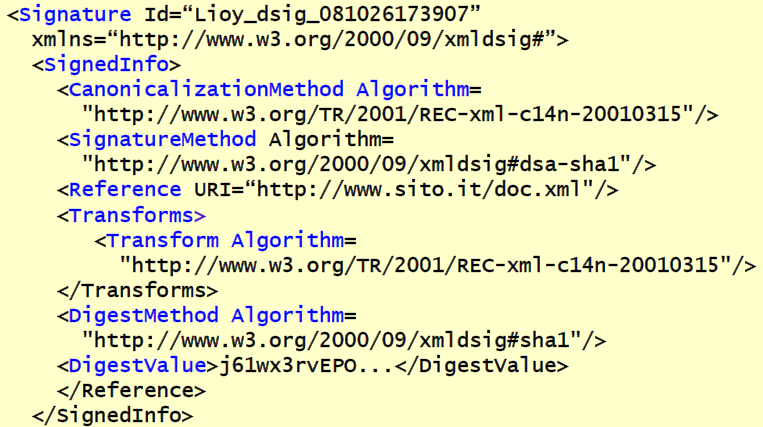 <Signature Id=“Lioy_dsig_081026173907”
xmlns=“http://www.w3.org/2000/09/xmldsig#”>
<SignedInfo>
<CanonicalizationMethod Algorithm=
"http://www.w3.org/TR/2001/REC-xml-c14n-20010315"/>
<SignatureMethod Algorithm=
"http://www.w3.org/2000/09/xmldsig#dsa-sha1"/>
<Reference URI=“http://www.sito.it/doc.xml"/>
<Transforms>
<Transform Algorithm=
"http://www.w3.org/TR/2001/REC-xml-c14n-20010315"/>
</Transforms>
<DigestMethod Algorithm=
"http://www.w3.org/2000/09/xmldsig#sha1"/>
<DigestValue>j61wx3rvEPO...</DigestValue>
</Reference>
</SignedInfo>